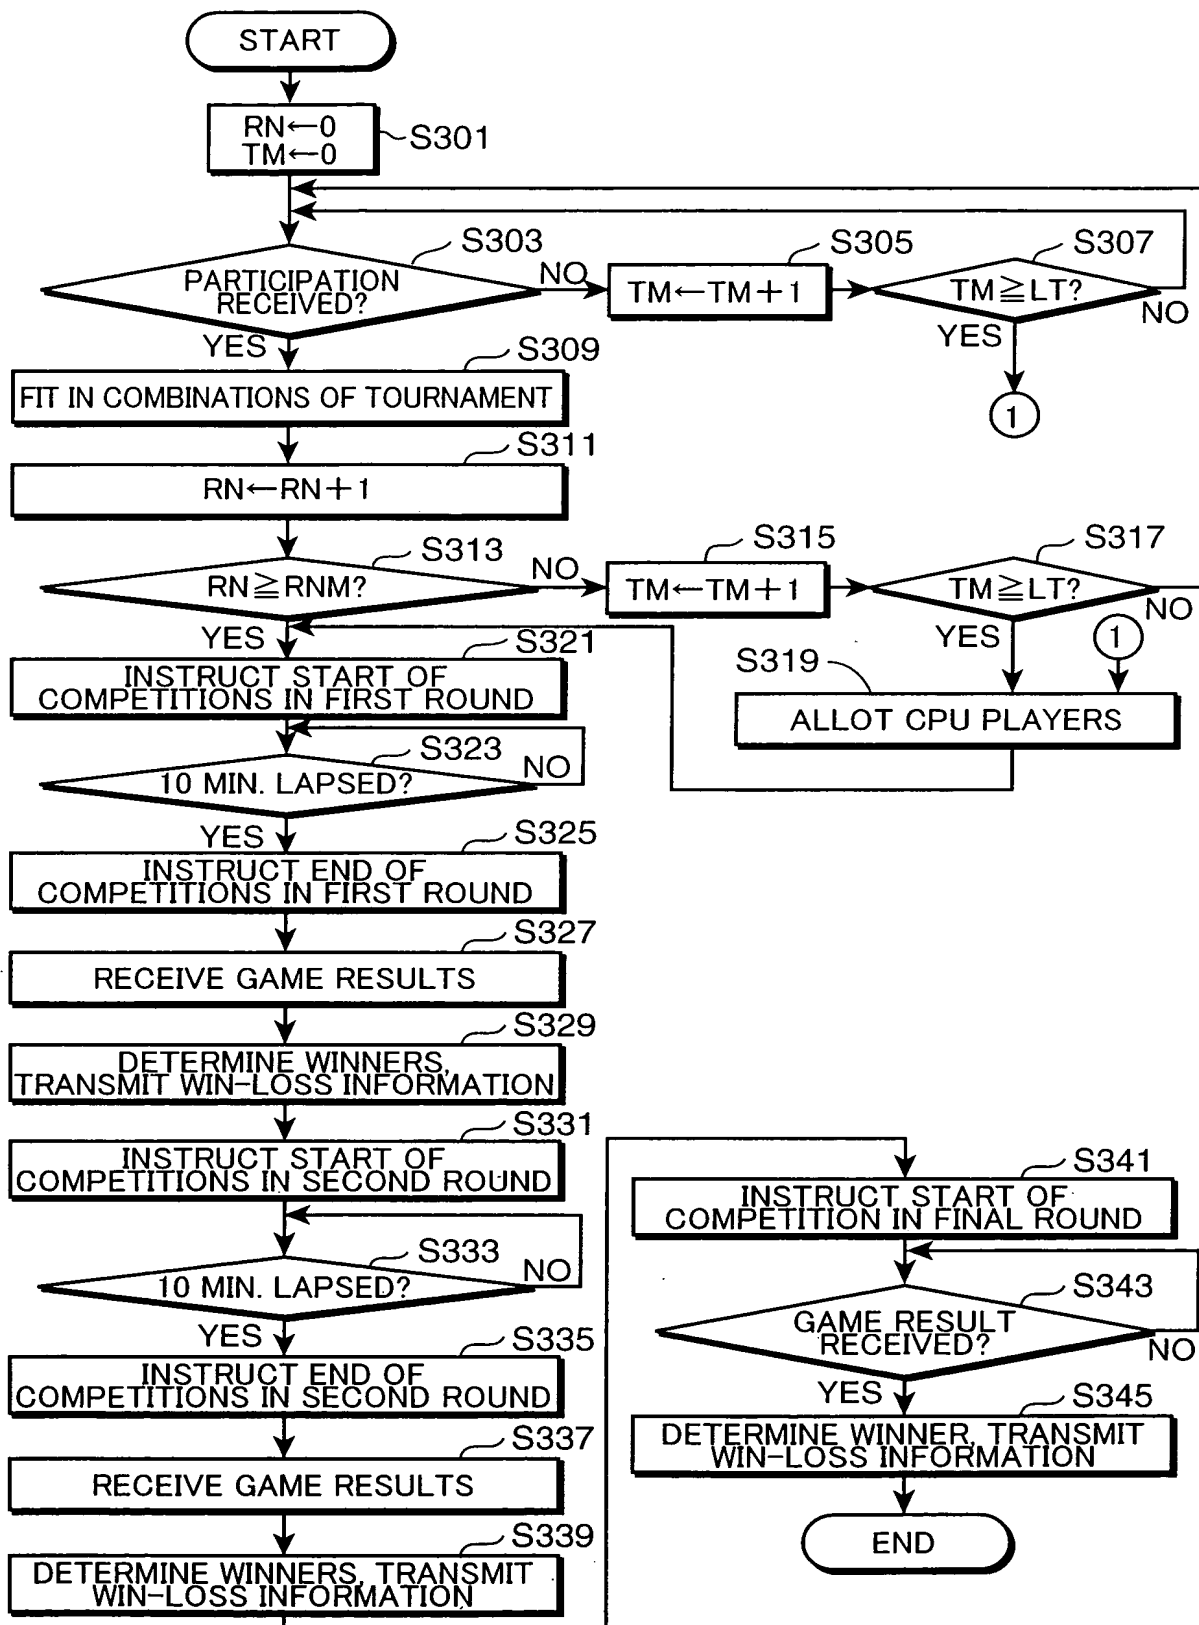 START
RN←0
TM←0
S301
S303
PARTICIPATION
RECEIVED?
NO
YES
S305
TM←TM+1
S307
TM≧LT?
NO
YES
1
S309
FIT IN COMBINATIONS OF TOURNAMENT
S311
RN←RN+1
S313
RN≧RNM?
NO
YES
S315
TM←TM+1
S317
TM≧LT?
NO
YES
1
S319
ALLOT CPU PLAYERS
S321
INSTRUCT START OF
COMPETITIONS IN FIRST ROUND
S323
10 MIN. LAPSED?
NO
YES
S325
INSTRUCT END OF
COMPETITIONS IN FIRST ROUND
S327
RECEIVE GAME RESULTS
S329
DETERMINE WINNERS,
TRANSMIT WIN-LOSS INFORMATION
S331
INSTRUCT START OF
COMPETITIONS IN SECOND ROUND
S333
10 MIN. LAPSED?
NO
YES
S335
INSTRUCT END OF
COMPETITIONS IN SECOND ROUND
S337
RECEIVE GAME RESULTS
S339
DETERMINE WINNERS, TRANSMIT
WIN-LOSS INFORMATION
S341
INSTRUCT START OF
COMPETITION IN FINAL ROUND
S343
GAME RESULT
RECEIVED?
NO
YES
S345
DETERMINE WINNER, TRANSMIT
WIN-LOSS INFORMATION
END